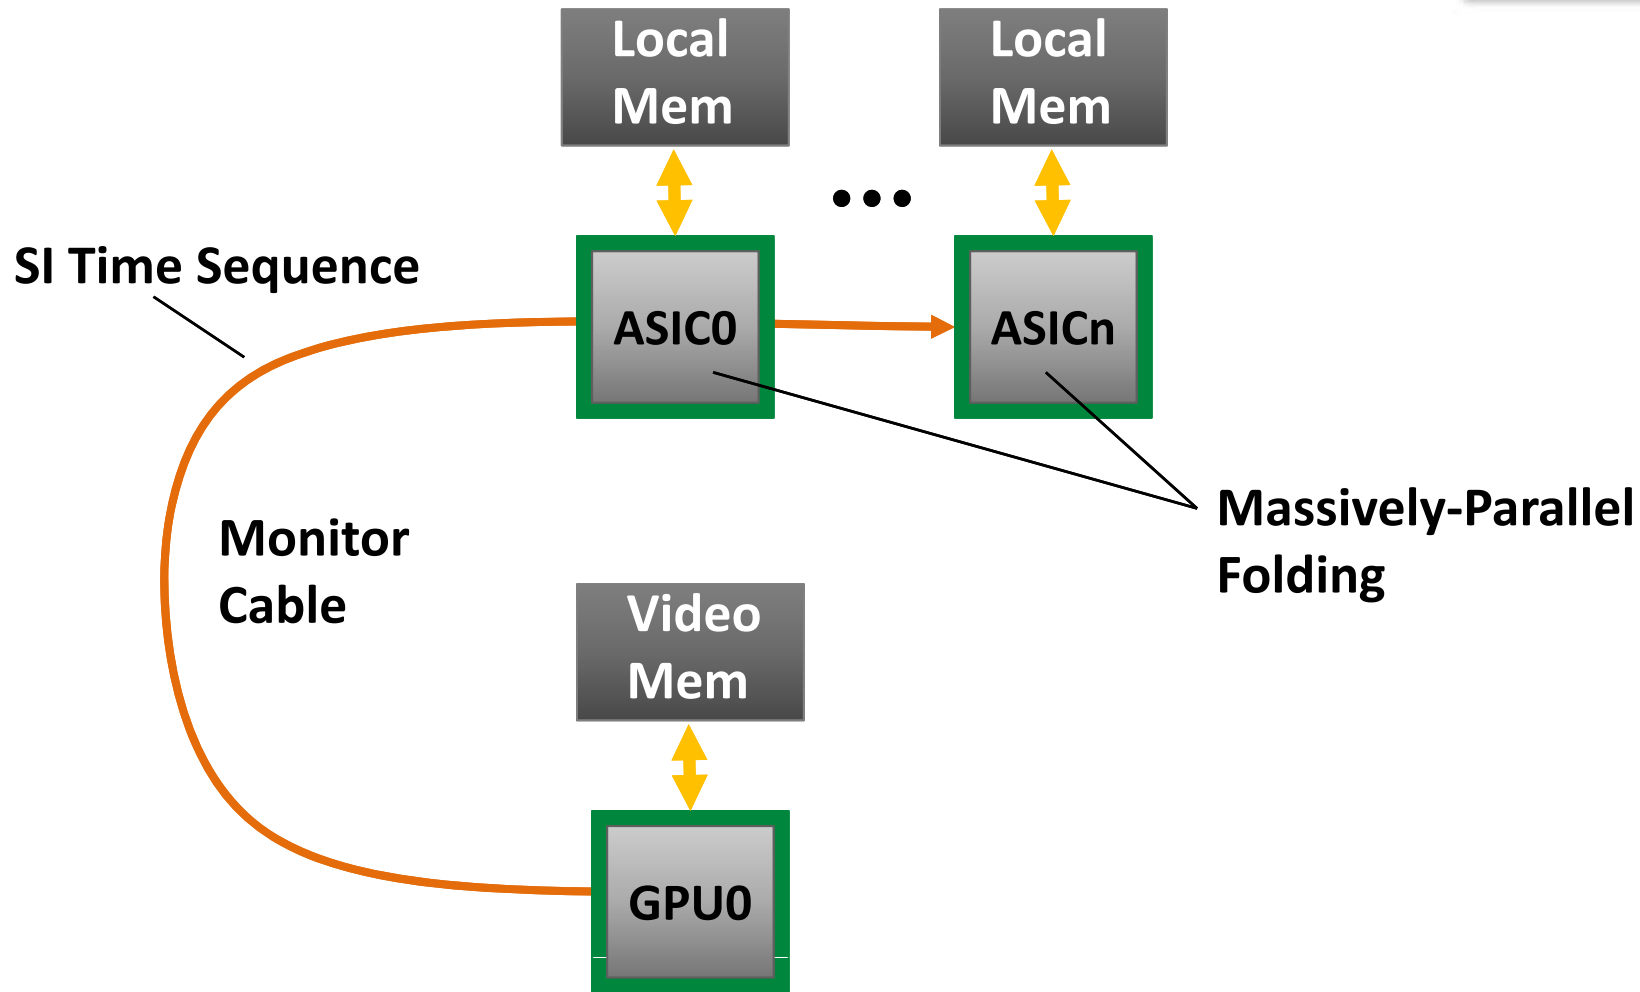 Local
Mem
Local
Mem
SI Time Sequence
ASIC0
ASICn
Massively-Parallel
Folding
Monitor
Cable
Video
Mem
GPU0